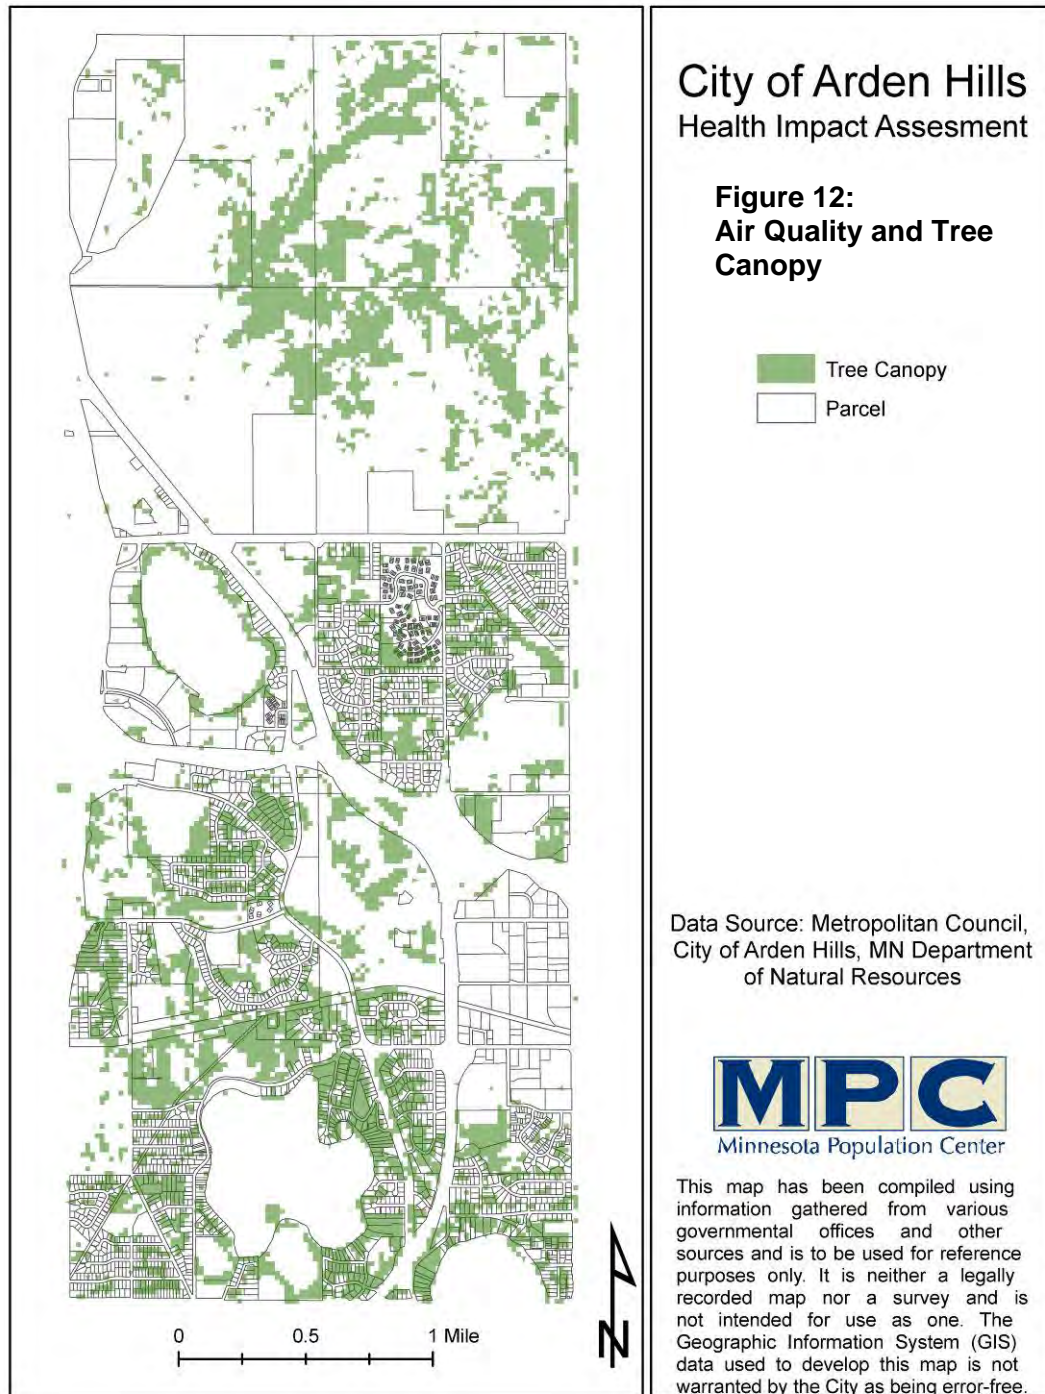 City of Arden Hills
Health Impact Assesment
Figure 12:
Air Quality and Tree
Canopy
Tree Canopy
Parcel
Data Source: Metropolitan Council,
City of Arden Hills, MN Department
of Natural Resources
MPC
Minnesota Population Center
This map has been compiled using
information gathered from various
governmental offices and other
sources and is to be used for reference
purposes only. It is neither a legally
recorded map nor a survey and is
not intended for use as one. The
Geographic Information System (GIS)
data used to develop this map is not
warranted by the City as being error-free.
0 0.5 1 Mile
N